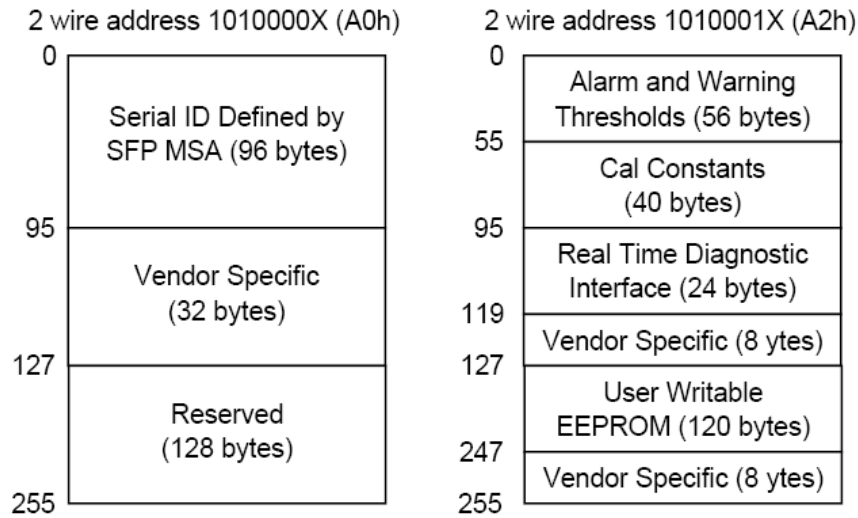 2 wire address 1010000X (A0h)
0
Serial ID Defined by
SFP MSA (96 bytes)
95
Vendor Specific
(32 bytes)
127
Reserved
(128 bytes)
255
2 wire address 1010001X (A2h)
0
Alarm and Warning
Thresholds (56 bytes)
55
Cal Constants
(40 bytes)
95
Real Time Diagnostic
Interface (24 bytes)
119
Vendor Specific (8 ytes)
127
User Writable
EEPROM (120 bytes)
247
Vendor Specific (8 ytes)
255